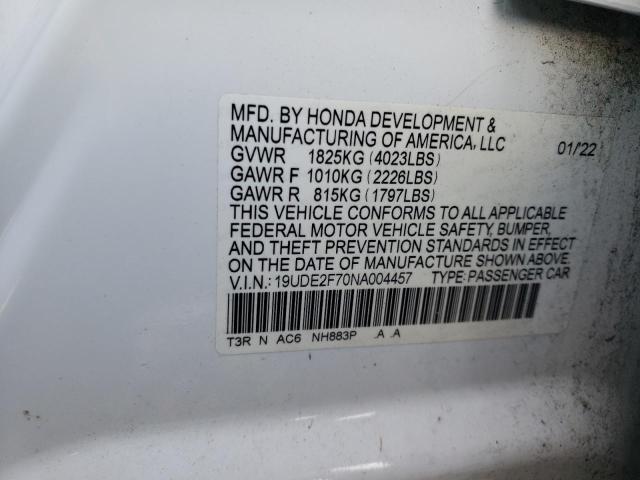 MFD. BY HONDA DEVELOPMENT &
MANUFACTURING OF AMERICA, LLC 01/'22
GVWR 1825KG (4023LBS)
GAWR F 1010KG (2226LBS)
GAWR R 815KG (1797LBS)
THIS VEHICLE CONFORMS TO ALL APPLICABLE
FEDERAL MOTOR VEHICLE SAFETY, BUMPER,
AND THEFT PREVENTION STANDARDS IN EFFECT
ON THE DATE OF MANUFACTURE SHOWN ABOVE.
V.I.N.: 19UDE2F70NA004457 TYPE: PASSENGER CAR
T3R N AC6 NH883P .A .A